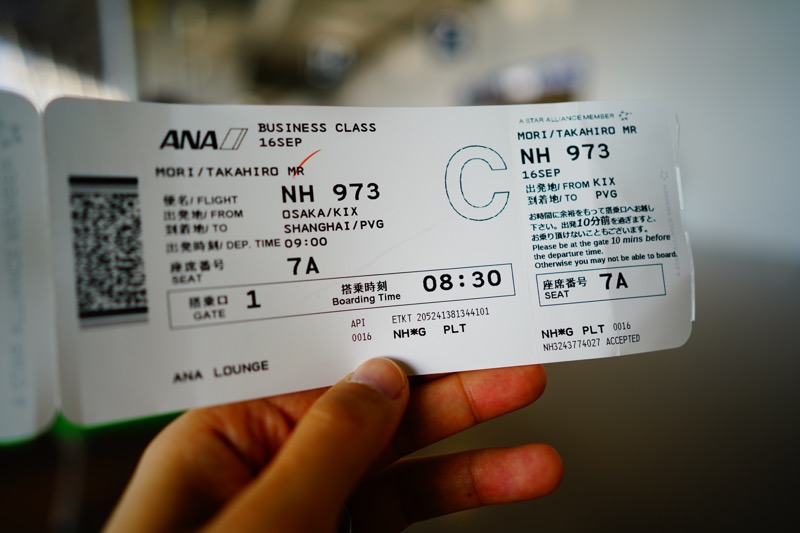 ANA
BUSINESS CLASS
16SEP
MORI/TAKAHIRO MR
便名/FLIGHT NH 973
出発地/FROM OSAKA/KIX
到着地/TO SHANGHAI/PVG
出発時刻/DEP. TIME 09:00
座席番号 7A
SEAT
搭乗口 1
GATE
搭乗時刻 08:30
Boarding Time
API ETKT 205241381344101
0016 NH*G PLT
ANA LOUNGE
C
A STAR ALLIANCE MEMBER
MORI/TAKAHIRO MR
NH 973
16SEP
出発地/FROM KIX
到着地/TO PVG
お時間に余裕をもって搭乗口へお越し
下さい。出発10分前を過ぎますと、
お乗り頂けないこともございます。
Please be at the gate 10 mins before
the departure time.
Otherwise you may not be able to board.
座席番号 7A
SEAT
NH*G PLT 0016
NH3243774027 ACCEPTED